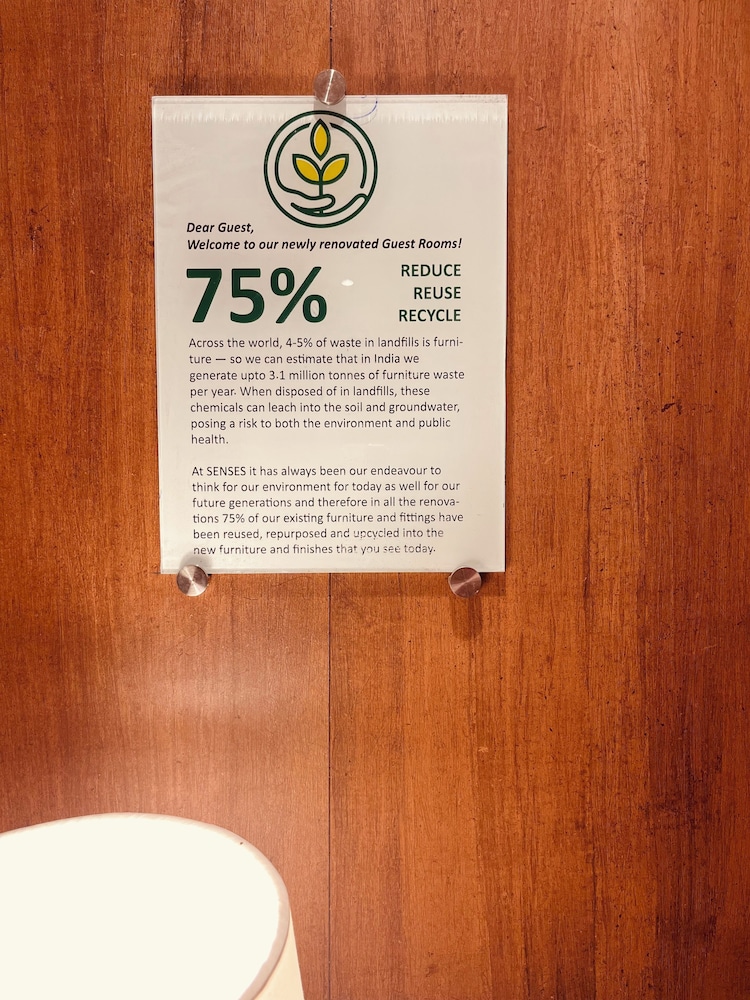 Dear Guest,
Welcome to our newly renovated Guest Rooms!
75%
REDUCE
REUSE
RECYCLE
Across the world, 4-5% of waste in landfills is furni-
ture — so we can estimate that in India we
generate upto 3.1 million tonnes of furniture waste
per year. When disposed of in landfills, these
chemicals can leach into the soil and groundwater,
posing a risk to both the environment and public
health.
At SENSES it has always been our endeavour to
think for our environment for today as well for our
future generations and therefore in all the renova-
tions 75% of our existing furniture and fittings have
been reused, repurposed and upcycled into the
new furniture and finishes that you see today.